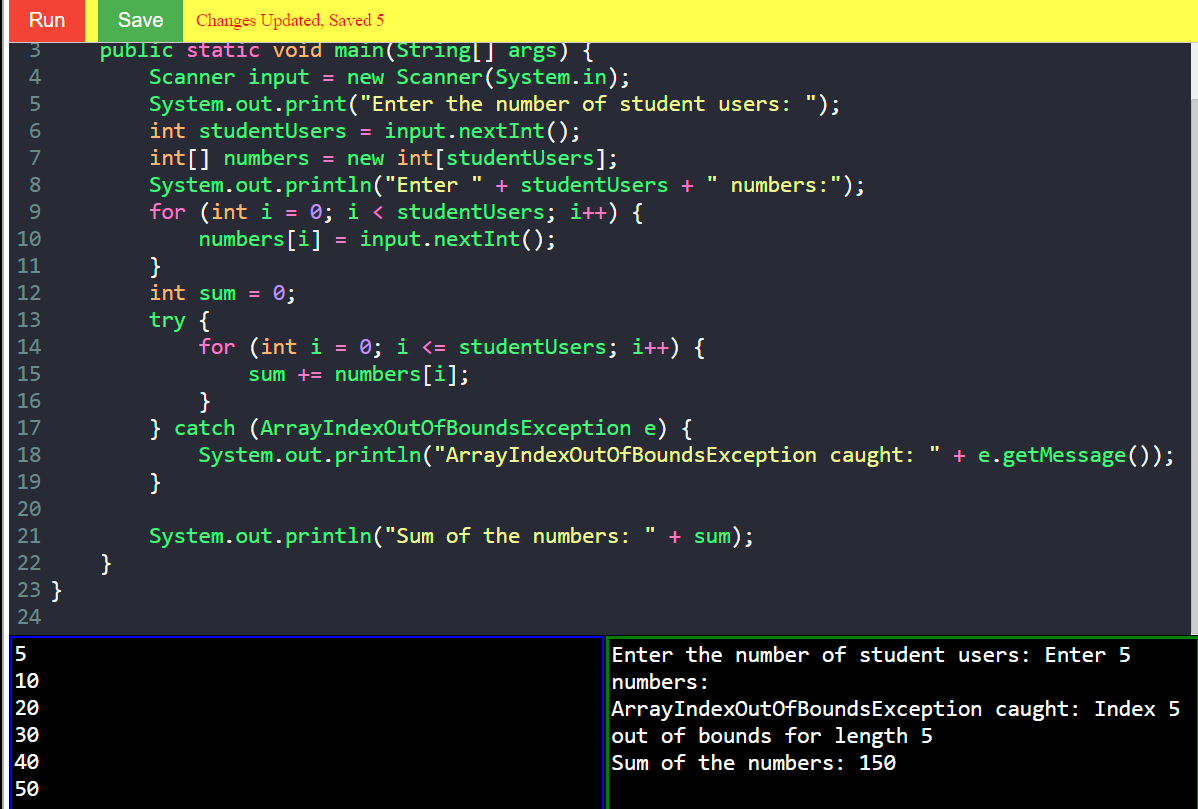 Run Save Changes Updated, Saved 5
3     public static void main(String[] args) {
4         Scanner input = new Scanner(System.in);
5         System.out.print("Enter the number of student users: ");
6         int studentUsers = input.nextInt();
7         int[] numbers = new int[studentUsers];
8         System.out.println("Enter " + studentUsers + " numbers:");
9         for (int i = 0; i < studentUsers; i++) {
10             numbers[i] = input.nextInt();
11         }
12         int sum = 0;
13         try {
14             for (int i = 0; i <= studentUsers; i++) {
15                 sum += numbers[i];
16             }
17         } catch (ArrayIndexOutOfBoundsException e) {
18             System.out.println("ArrayIndexOutOfBoundsException caught: " + e.getMessage());
19         }
20
21         System.out.println("Sum of the numbers: " + sum);
22     }
23 }
24
5
10
20
30
40
50
Enter the number of student users: Enter 5
numbers:
ArrayIndexOutOfBoundsException caught: Index 5
out of bounds for length 5
Sum of the numbers: 150